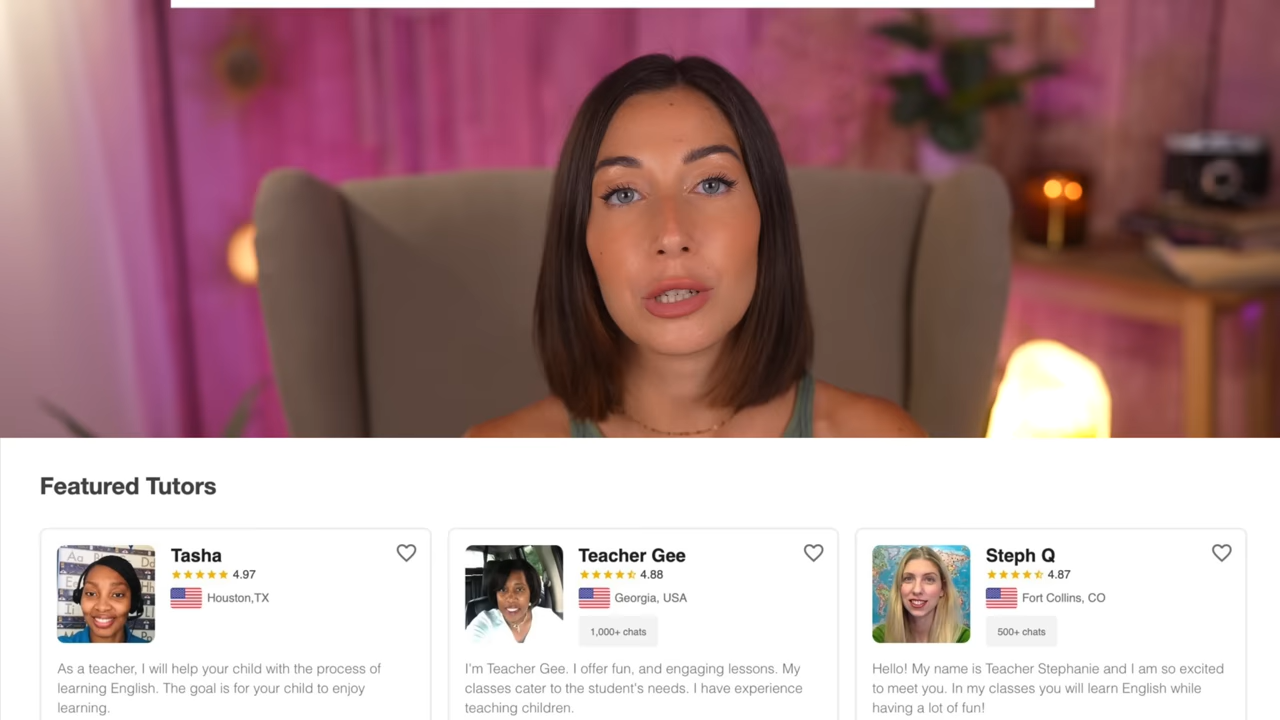 Featured Tutors
Tasha
4.97
Houston,TX
As a teacher, I will help your child with the process of
learning English. The goal is for your child to enjoy
learning.
Teacher Gee
4.88
Georgia, USA
1,000+ chats
I'm Teacher Gee. I offer fun, and engaging lessons. My
classes cater to the student's needs. I have experience
teaching children.
Steph Q
4.87
Fort Collins, CO
500+ chats
Hello! My name is Teacher Stephanie and I am so excited
to meet you. In my classes you will learn English while
having a lot of fun!